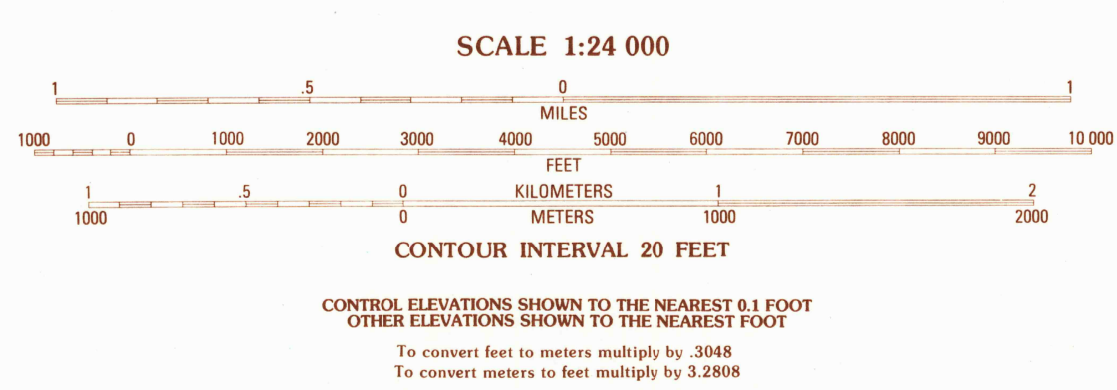 SCALE 1:24 000
1 .5 0 1
MILES
1000 0 1000 2000 3000 4000 5000 6000 7000 8000 9000 10 000
FEET
1 .5 0 KILOMETERS 1 2
1000 0 METERS 1000 2000
CONTOUR INTERVAL 20 FEET
CONTROL ELEVATIONS SHOWN TO THE NEAREST 0.1 FOOT
OTHER ELEVATIONS SHOWN TO THE NEAREST FOOT
To convert feet to meters multiply by .3048
To convert meters to feet multiply by 3.2808